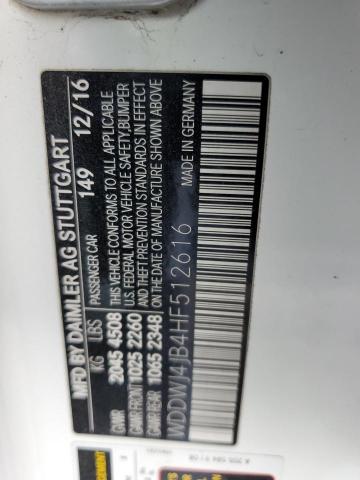 MFD BY DAIMLER AG STUTTGART
PASSENGER CAR 149 12/16
KG LBS
GVWR 2045 4508
GAWR FRONT 1025 2260
GAWR REAR 1065 2348
THIS VEHICLE CONFORMS TO ALL APPLICABLE
U.S. FEDERAL MOTOR VEHICLE SAFETY, BUMPER
AND THEFT PREVENTION STANDARDS IN EFFECT
ON THE DATE OF MANUFACTURE SHOWN ABOVE
WDDWJ4JB4HF512616
MADE IN GERMANY